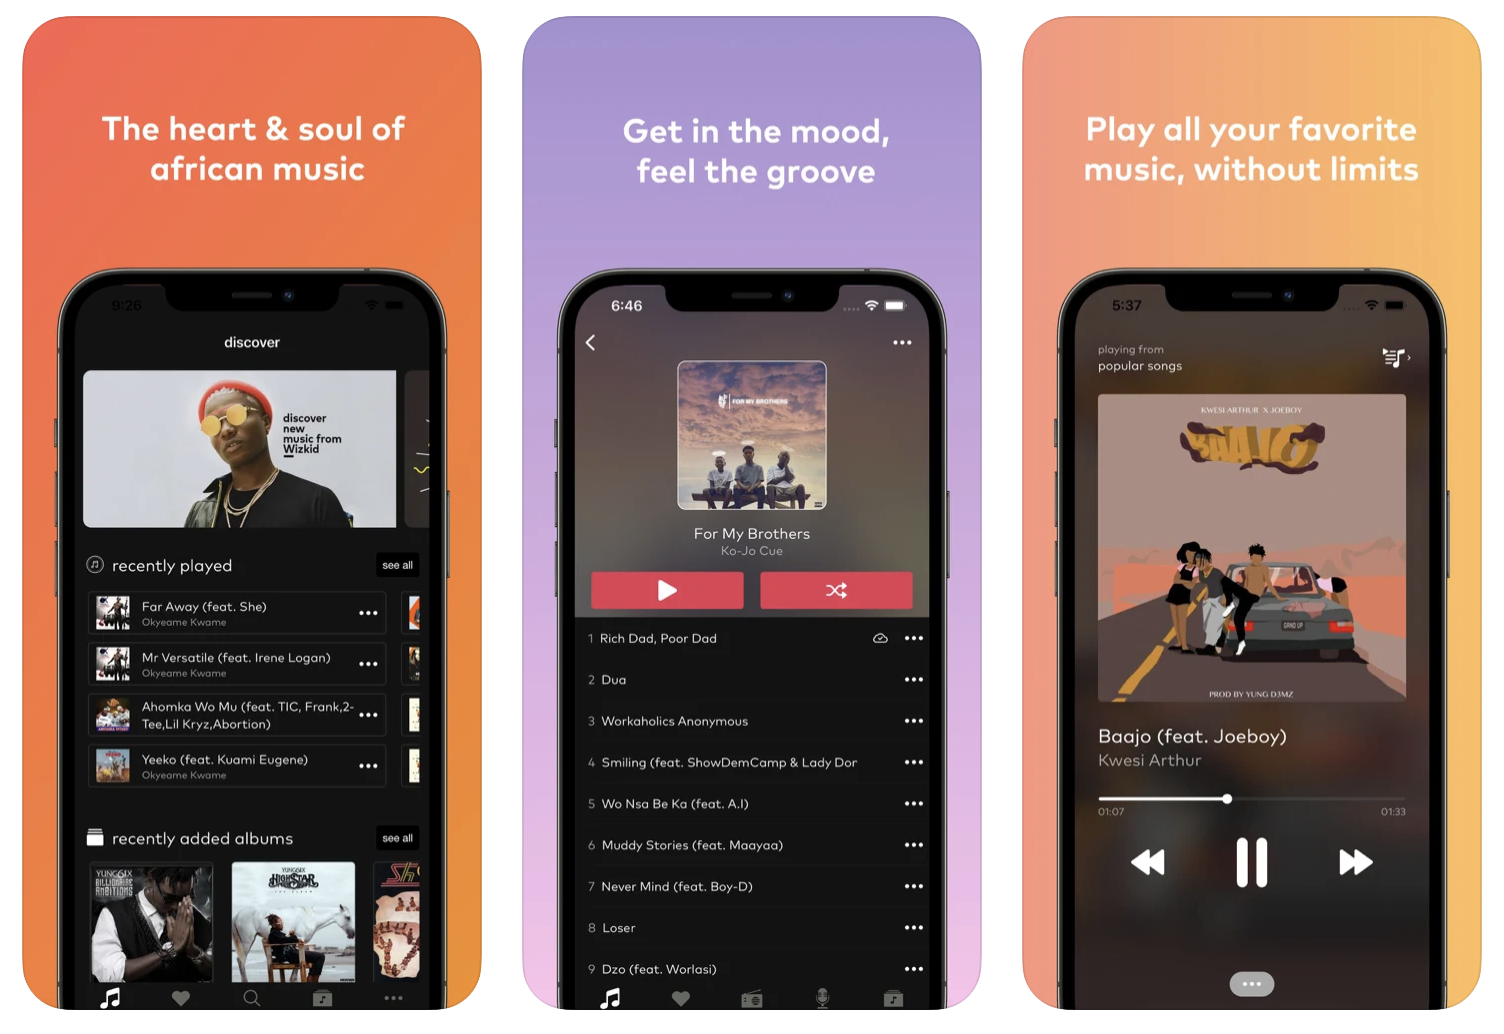 The heart & soul of
african music
9:26
discover
discover
new
music from
Wizkid
recently played
see all
Far Away (feat. She)
Okyeame Kwame
Mr Versatile (feat. Irene Logan)
Okyeame Kwame
Ahomka Wo Mu (feat. TIC, Frank,2-
Tee,Lil Kryz,Abortion)
Yeeko (feat. Kuami Eugene)
Okyeame Kwame
recently added albums
see all
YUNG6IX
BILLIONAIRE
AMBITIONS
YUNG6IX
HIGH STAR
THE ALBUM
Get in the mood,
feel the groove
6:46
FOR MY BROTHERS
For My Brothers
Ko-Jo Cue
1 Rich Dad, Poor Dad
2 Dua
3 Workaholics Anonymous
4 Smiling (feat. ShowDemCamp & Lady Dor
5 Wo Nsa Be Ka (feat. A.I)
6 Muddy Stories (feat. Maayaa)
7 Never Mind (feat. Boy-D)
8 Loser
9 Dzo (feat. Worlasi)
Play all your favorite
music, without limits
5:37
playing from
popular songs
KWESI ARTHUR X JOEBOY
BAAJO
GRND UP
PROD BY YUNG D3MZ
Baajo (feat. Joeboy)
Kwesi Arthur
01:07
01:33